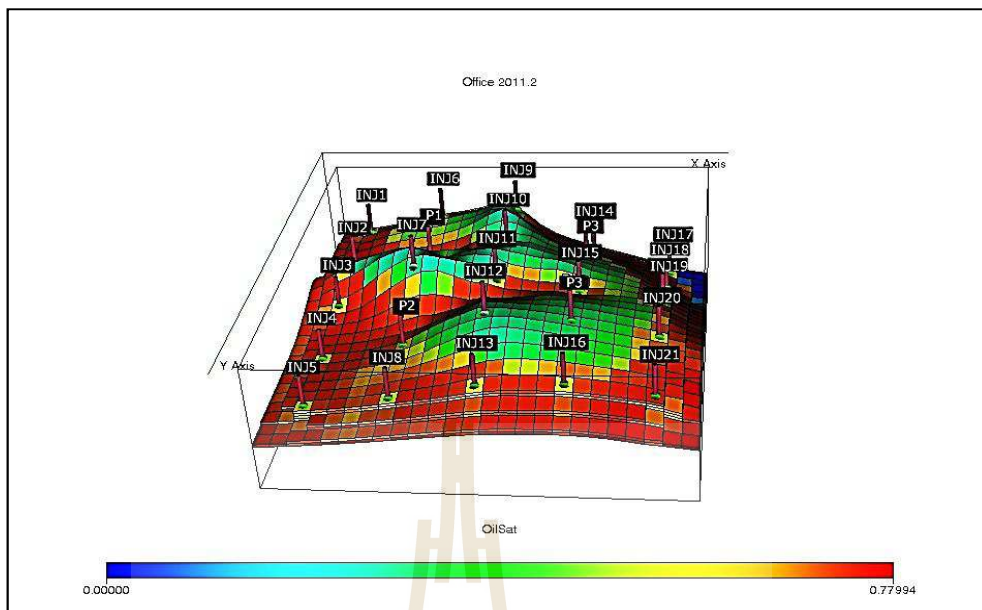 Office 2011.2
X Axis
INJ9
INJ6
INJ1
INJ10
INJ14
P1
INJ7
INJ2
P3
INJ17
INJ11
INJ18
INJ15
INJ3
INJ19
INJ12
P3
INJ20
P2
INJ4
INJ13
INJ16
INJ21
INJ8
Y Axis
INJ5
OilSat
0.00000
0.77994